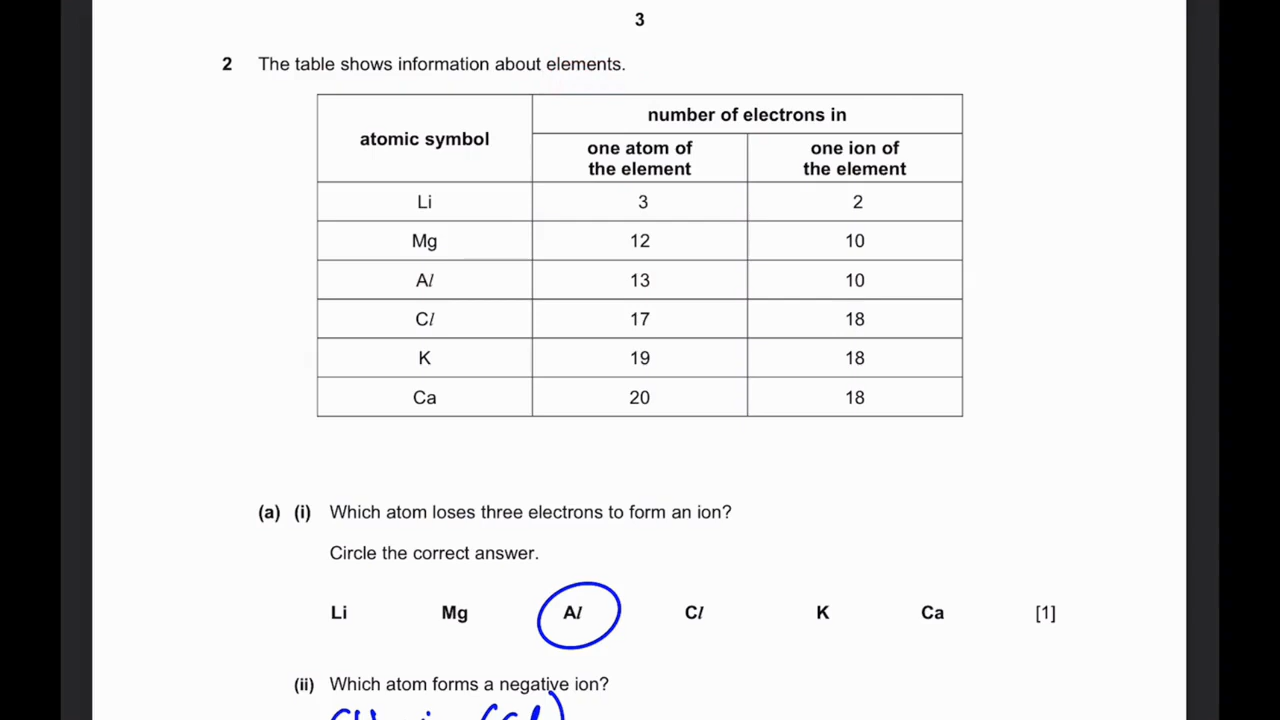 3
2 The table shows information about elements.
atomic symbol
number of electrons in
one atom of the element
one ion of the element
Li 3 2
Mg 12 10
Al 13 10
Cl 17 18
K 19 18
Ca 20 18
(a) (i) Which atom loses three electrons to form an ion?
Circle the correct answer.
Li Mg Al Cl K Ca [1]
(ii) Which atom forms a negative ion?